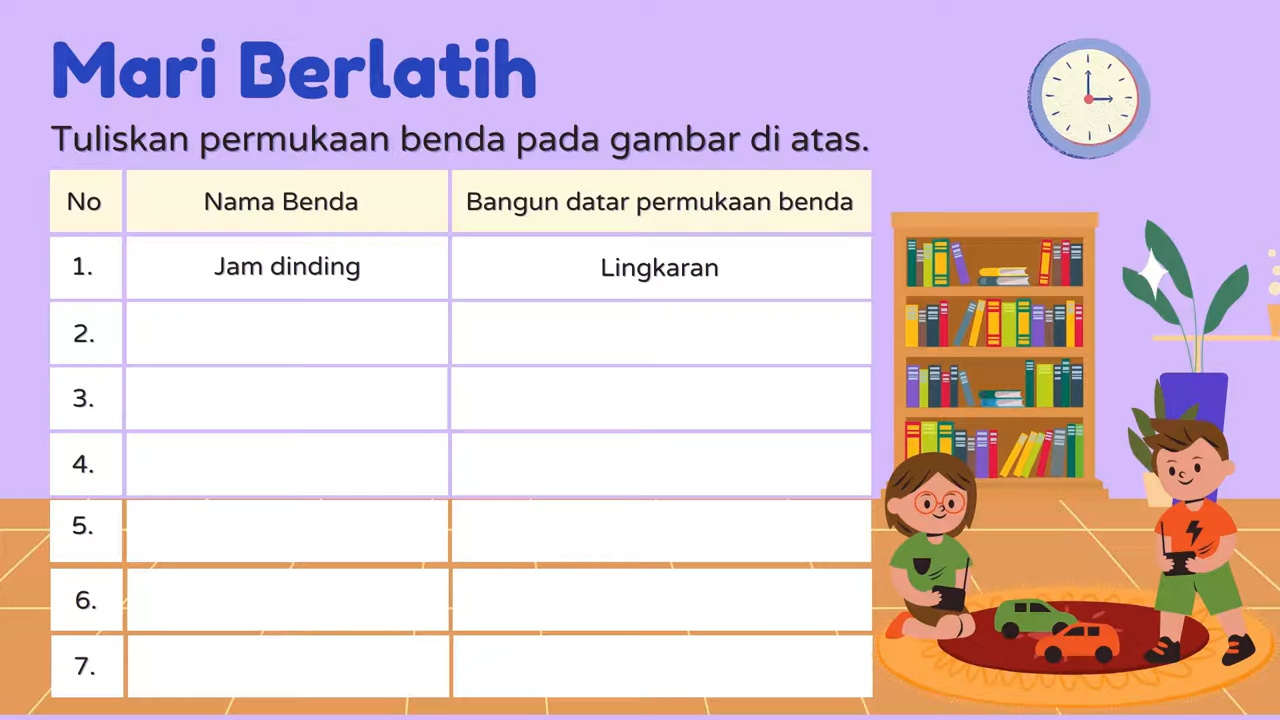 Mari Berlatih
Tuliskan permukaan benda pada gambar di atas.
No Nama Benda Bangun datar permukaan benda
1. Jam dinding Lingkaran
2.
3.
4.
5.
6.
7.